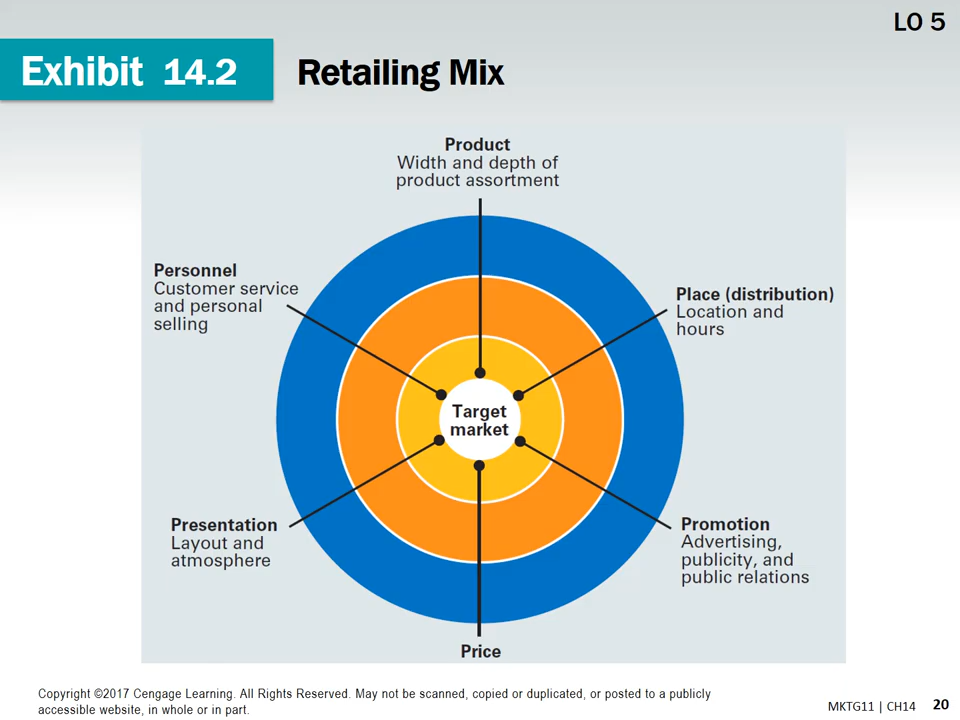 LO 5
Exhibit 14.2
Retailing Mix
Product
Width and depth of
product assortment
Personnel
Customer service
and personal
selling
Place (distribution)
Location and
hours
Target
market
Presentation
Layout and
atmosphere
Promotion
Advertising,
publicity, and
public relations
Price
Copyright ©2017 Cengage Learning. All Rights Reserved. May not be scanned, copied or duplicated, or posted to a publicly
accessible website, in whole or in part.
MKTG11 | CH14 20